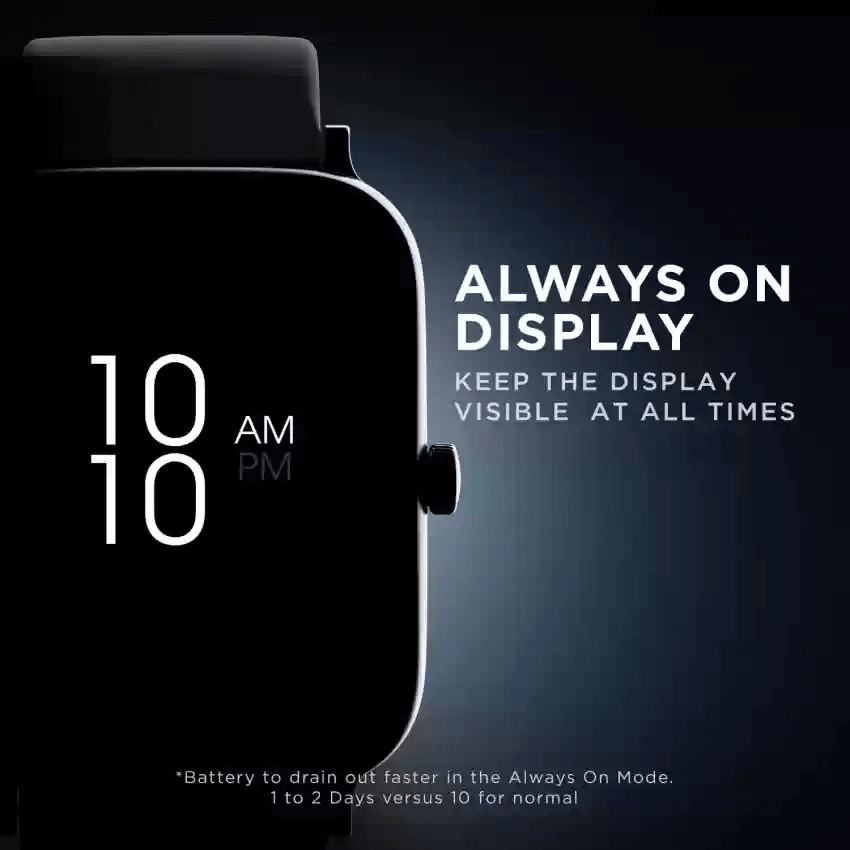 ALWAYS ON
DISPLAY
KEEP THE DISPLAY
VISIBLE AT ALL TIMES
10
10
AM
PM
*Battery to drain out faster in the Always On Mode.
1 to 2 Days versus 10 for normal